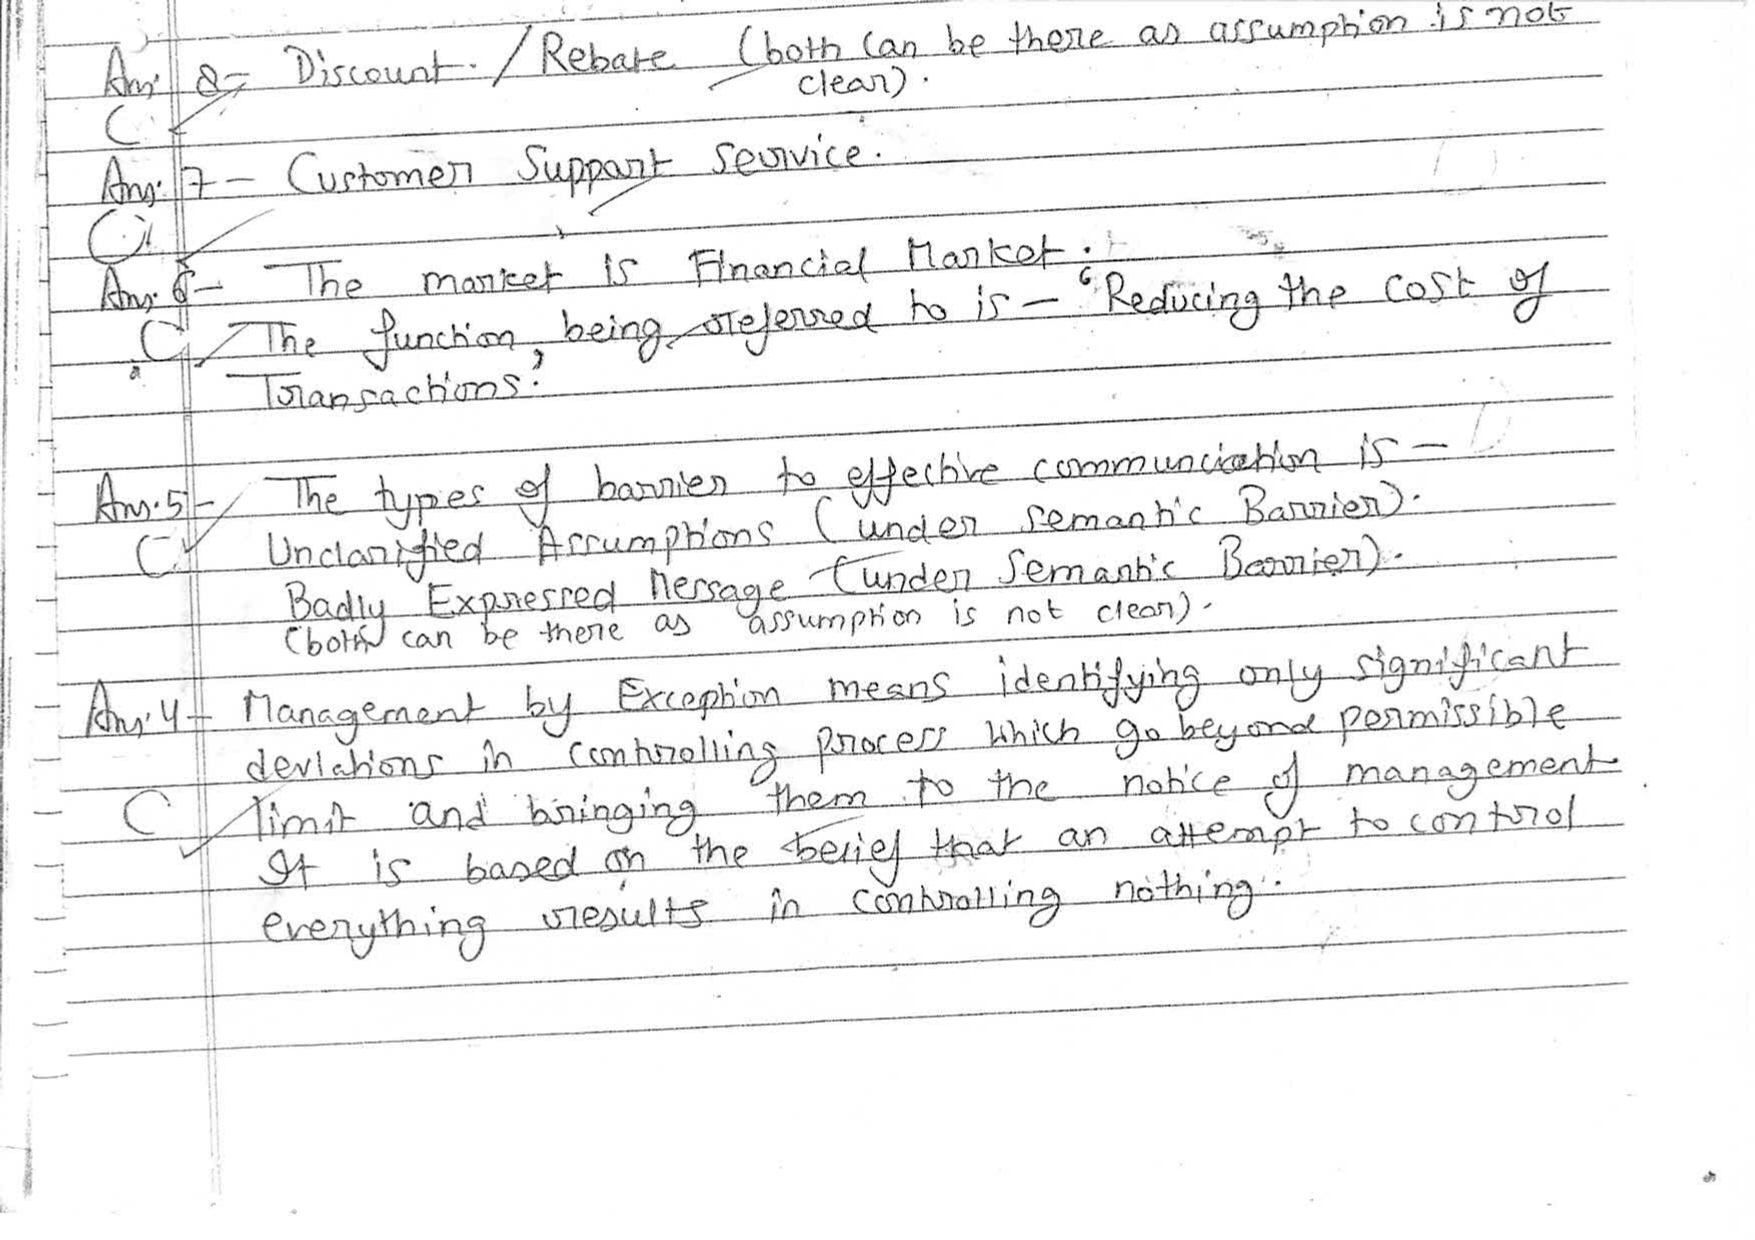 Ans. 8- Discount. / Rebate (both can be there as assumption is not
clear).
C
Ans. 7 - Customer Support service.
Ans. 6 - The market is Financial Market.
C The function, being referred to is - "Reducing the cost of
Transactions."
Ans. 5 - The types of barrier to effective communciation is -
C Unclarified Assumptions (under semantic Barrier).
Badly Expressed Message (under Semantic Barrier).
(both can be there as assumption is not clear).
Ans. 4 - Management by Exception means identifying only significant
deviations in controlling process which go beyond permissible
C limit and bringing them to the notice of management
It is based on the belief that an attempt to control
everything results in controlling nothing.